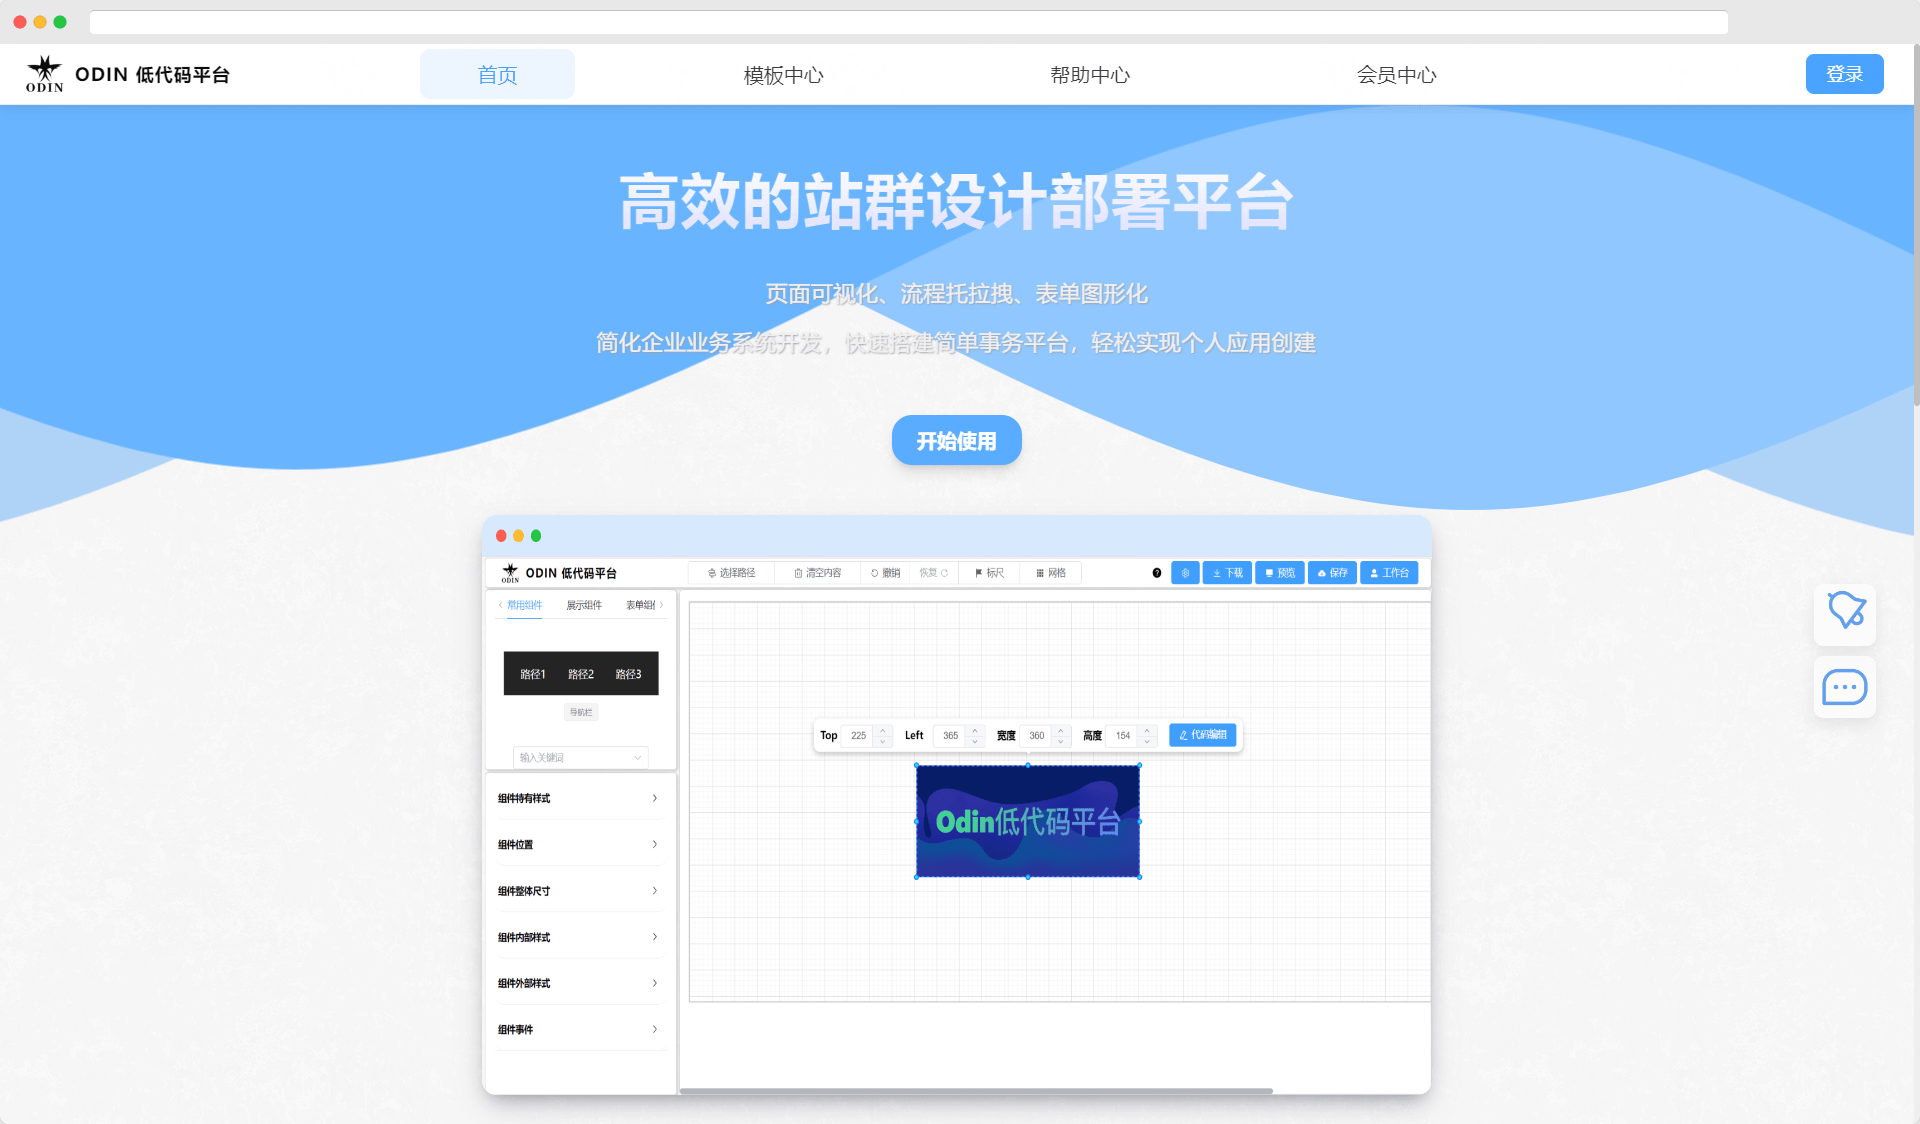 ODIN
ODIN 低代码平台
首页
模板中心
帮助中心
会员中心
登录
高效的站群设计部署平台
页面可视化、流程托拉拽、表单图形化
简化企业业务系统开发，快速搭建简单事务平台，轻松实现个人应用创建
开始使用
ODIN
ODIN 低代码平台
选择路径
清空内容
撤销
恢复
标尺
网格
下载
预览
保存
工作台
常用组件
展示组件
表单组
路径1
路径2
路径3
导航栏
输入关键词
组件特有样式
组件位置
组件整体尺寸
组件内部样式
组件外部样式
组件事件
Top 225
Left 365
宽度 360
高度 154
代码编辑
Odin低代码平台